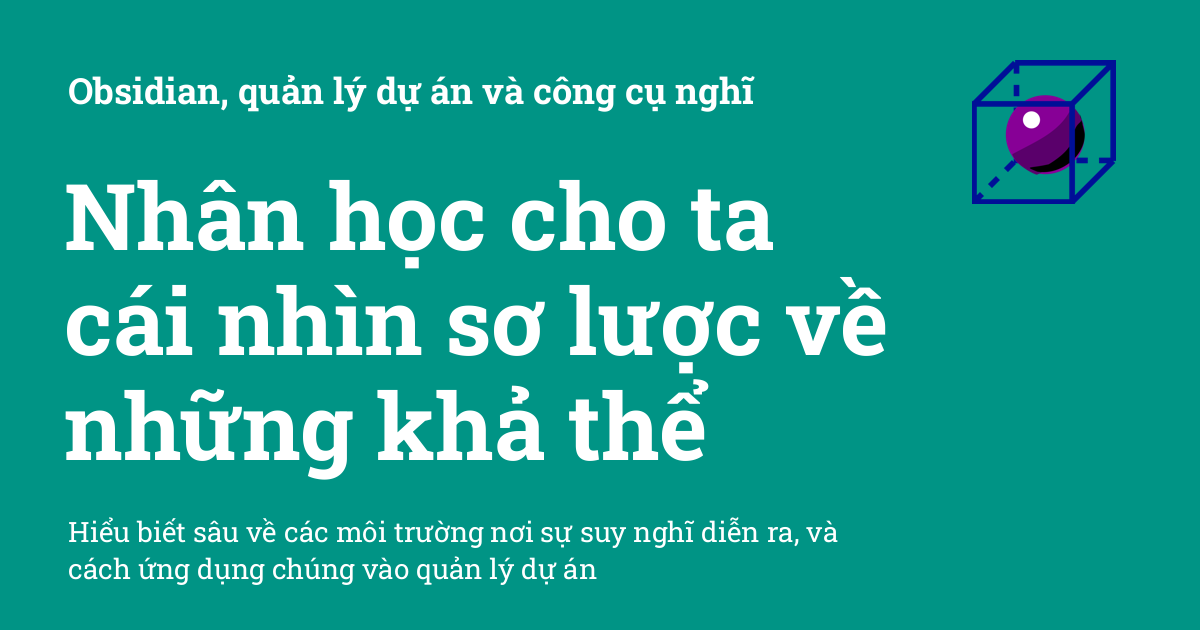 Obsidian, quản lý dự án và công cụ nghĩ
Nhân học cho ta
cái nhìn sơ lược về
những khả thể
Hiểu biết sâu về các môi trường nơi sự suy nghĩ diễn ra, và
cách ứng dụng chúng vào quản lý dự án